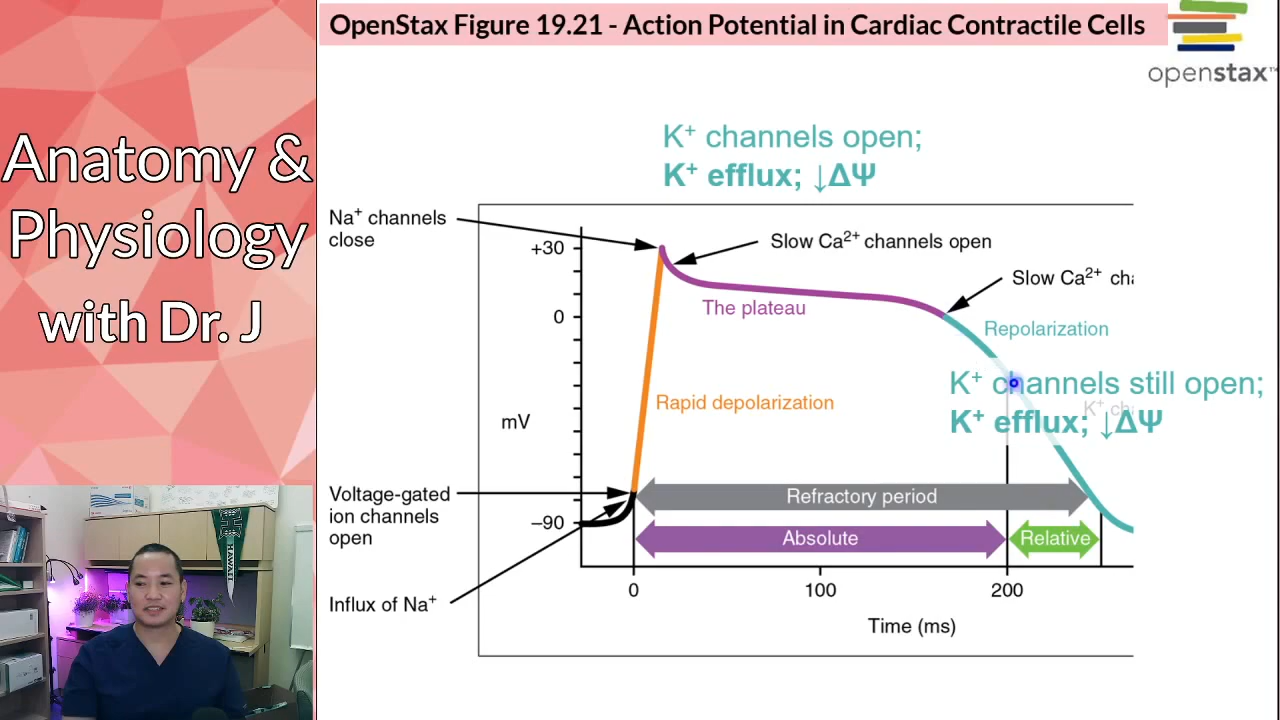 OpenStax Figure 19.21 - Action Potential in Cardiac Contractile Cells
openstax™
Anatomy &
Physiology
with Dr. J
K⁺ channels open;
K⁺ efflux; ↓ΔΨ
Na⁺ channels
close
+30
Slow Ca²⁺ channels open
Slow Ca²⁺ cha
0
The plateau
Repolarization
K⁺ channels still open;
K⁺ efflux; ↓ΔΨ
K⁺ ch
Rapid depolarization
mV
Voltage-gated
ion channels
open
–90
Refractory period
Absolute
Relative
0
100
200
Influx of Na⁺
Time (ms)
HAWAII